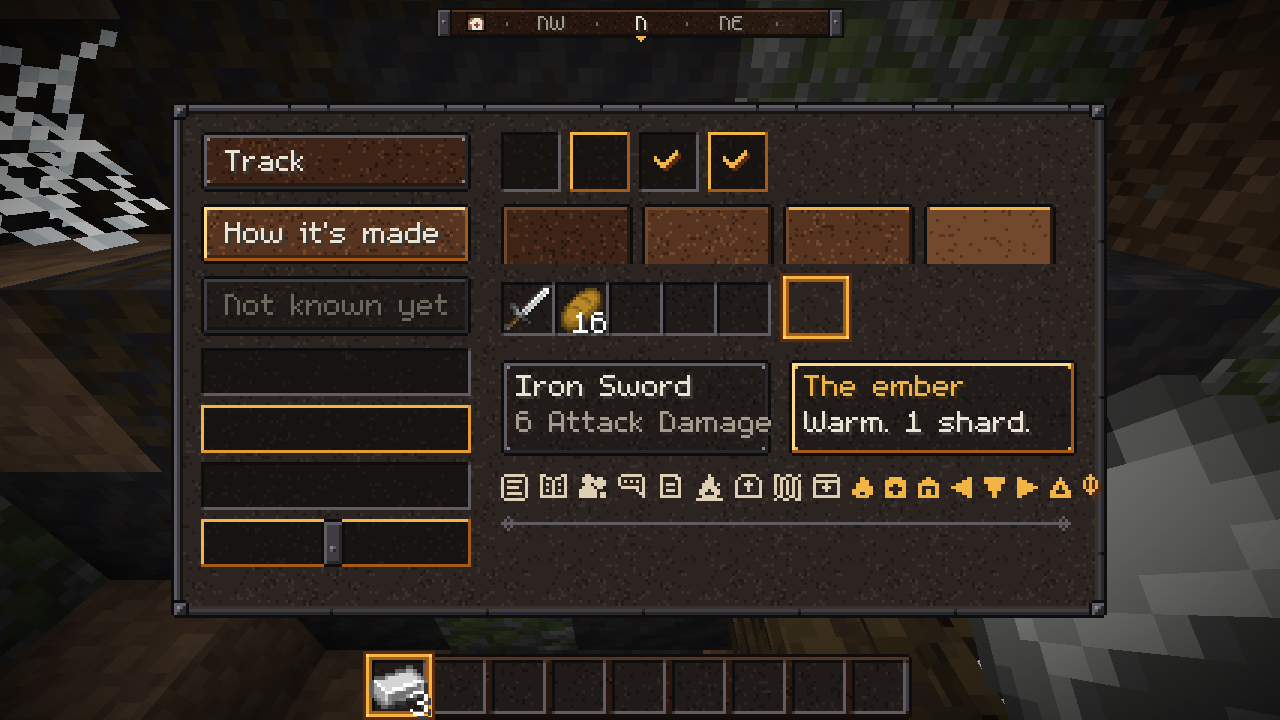 NW N NE
Track
How it's made
Not known yet
16
Iron Sword
6 Attack Damage
The ember
Warm. 1 shard.
3